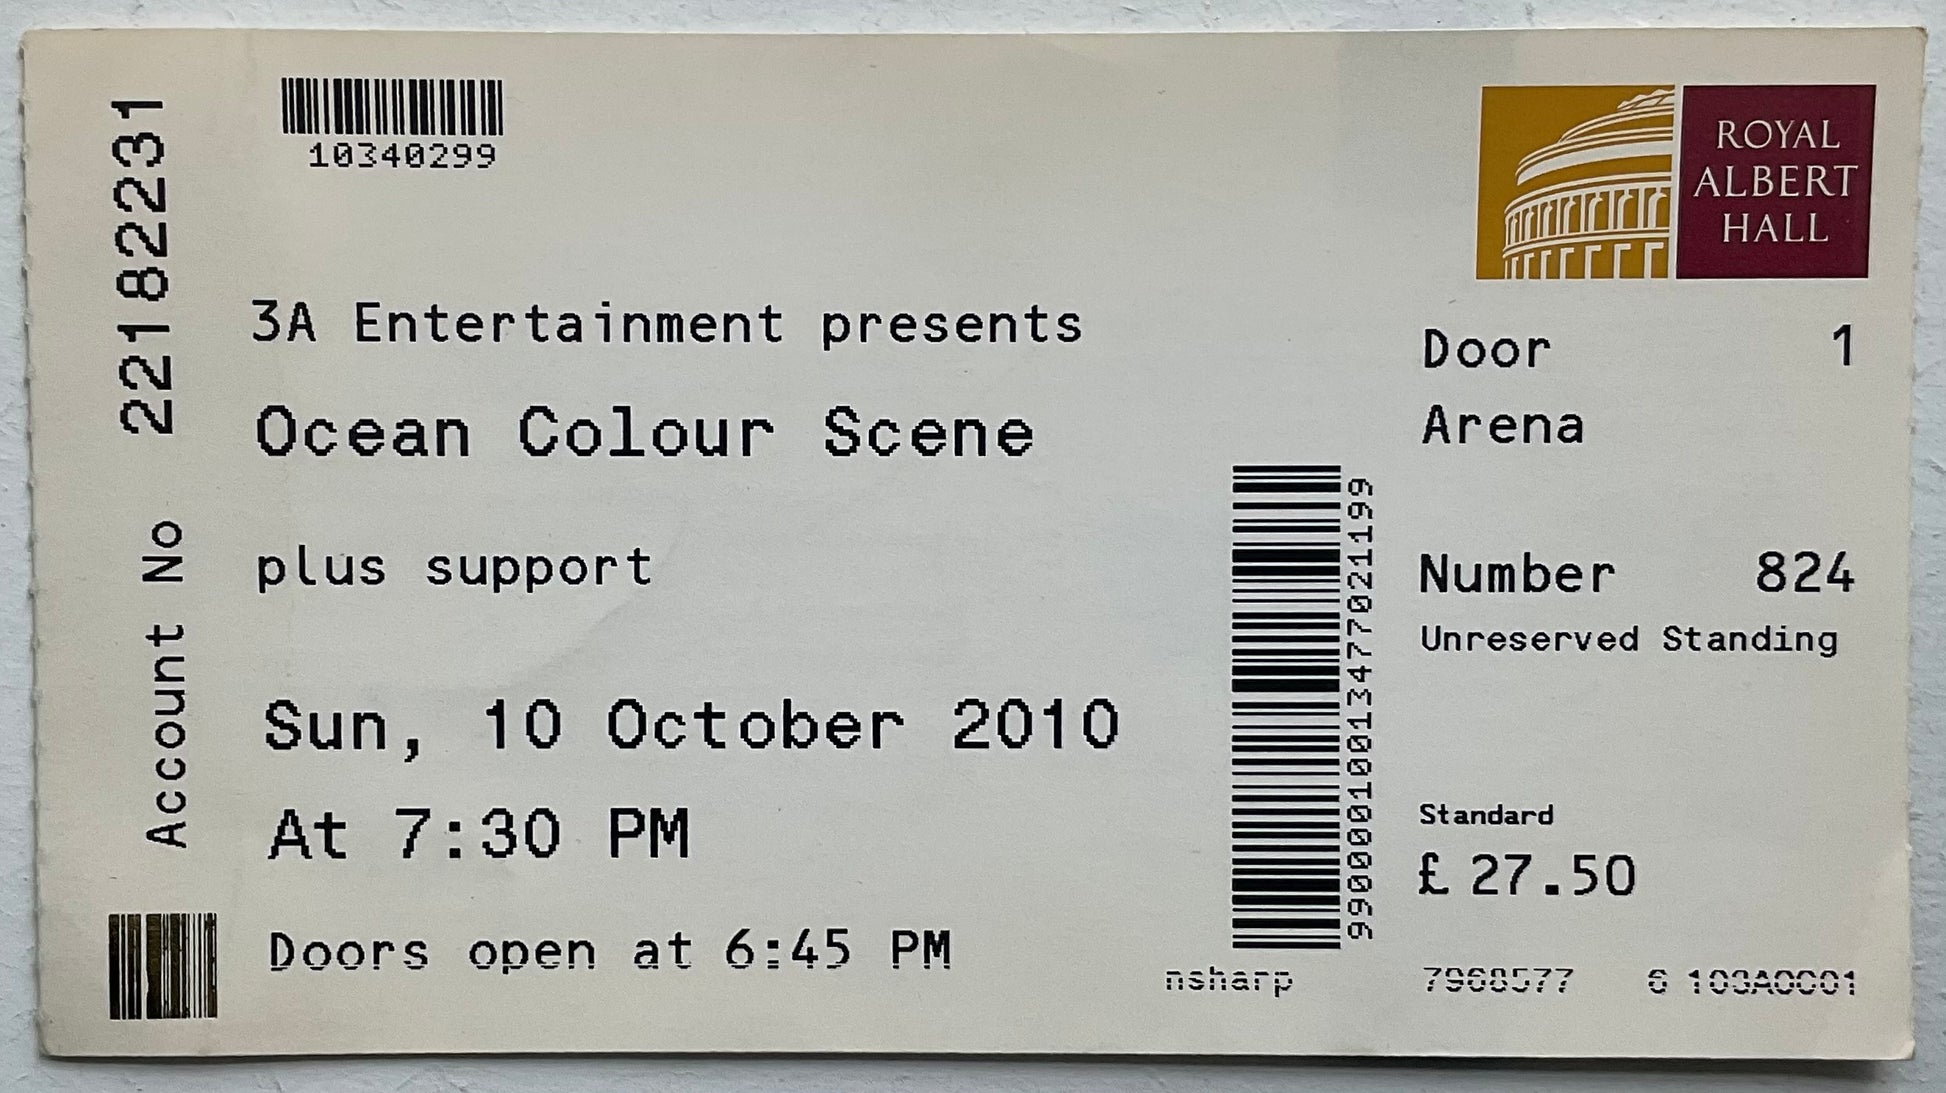 Account No 22182231
10340299
ROYAL
ALBERT
HALL
3A Entertainment presents
Ocean Colour Scene
plus support
Sun, 10 October 2010
At 7:30 PM
Doors open at 6:45 PM
Door 1
Arena
Number 824
Unreserved Standing
Standard
£ 27.50
nsharp
7968577